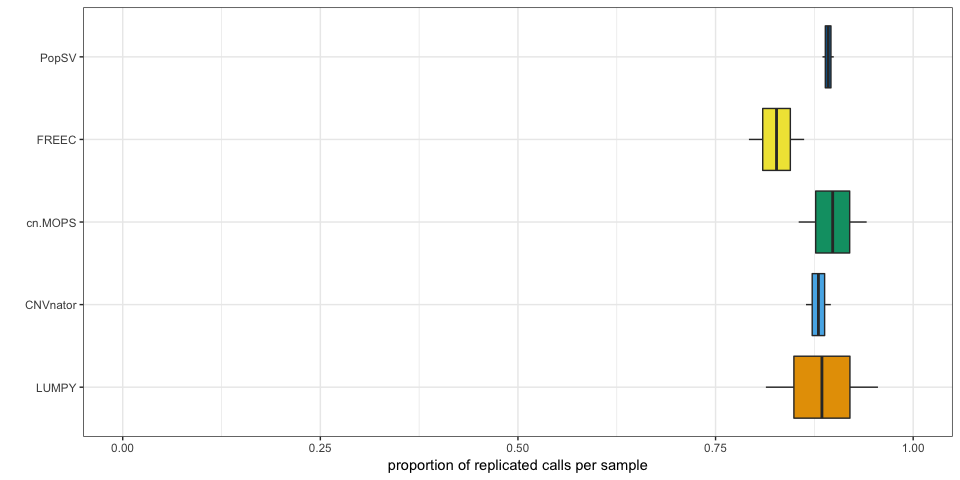 PopSV
FREEC
cn.MOPS
CNVnator
LUMPY
0.00 0.25 0.50 0.75 1.00
proportion of replicated calls per sample